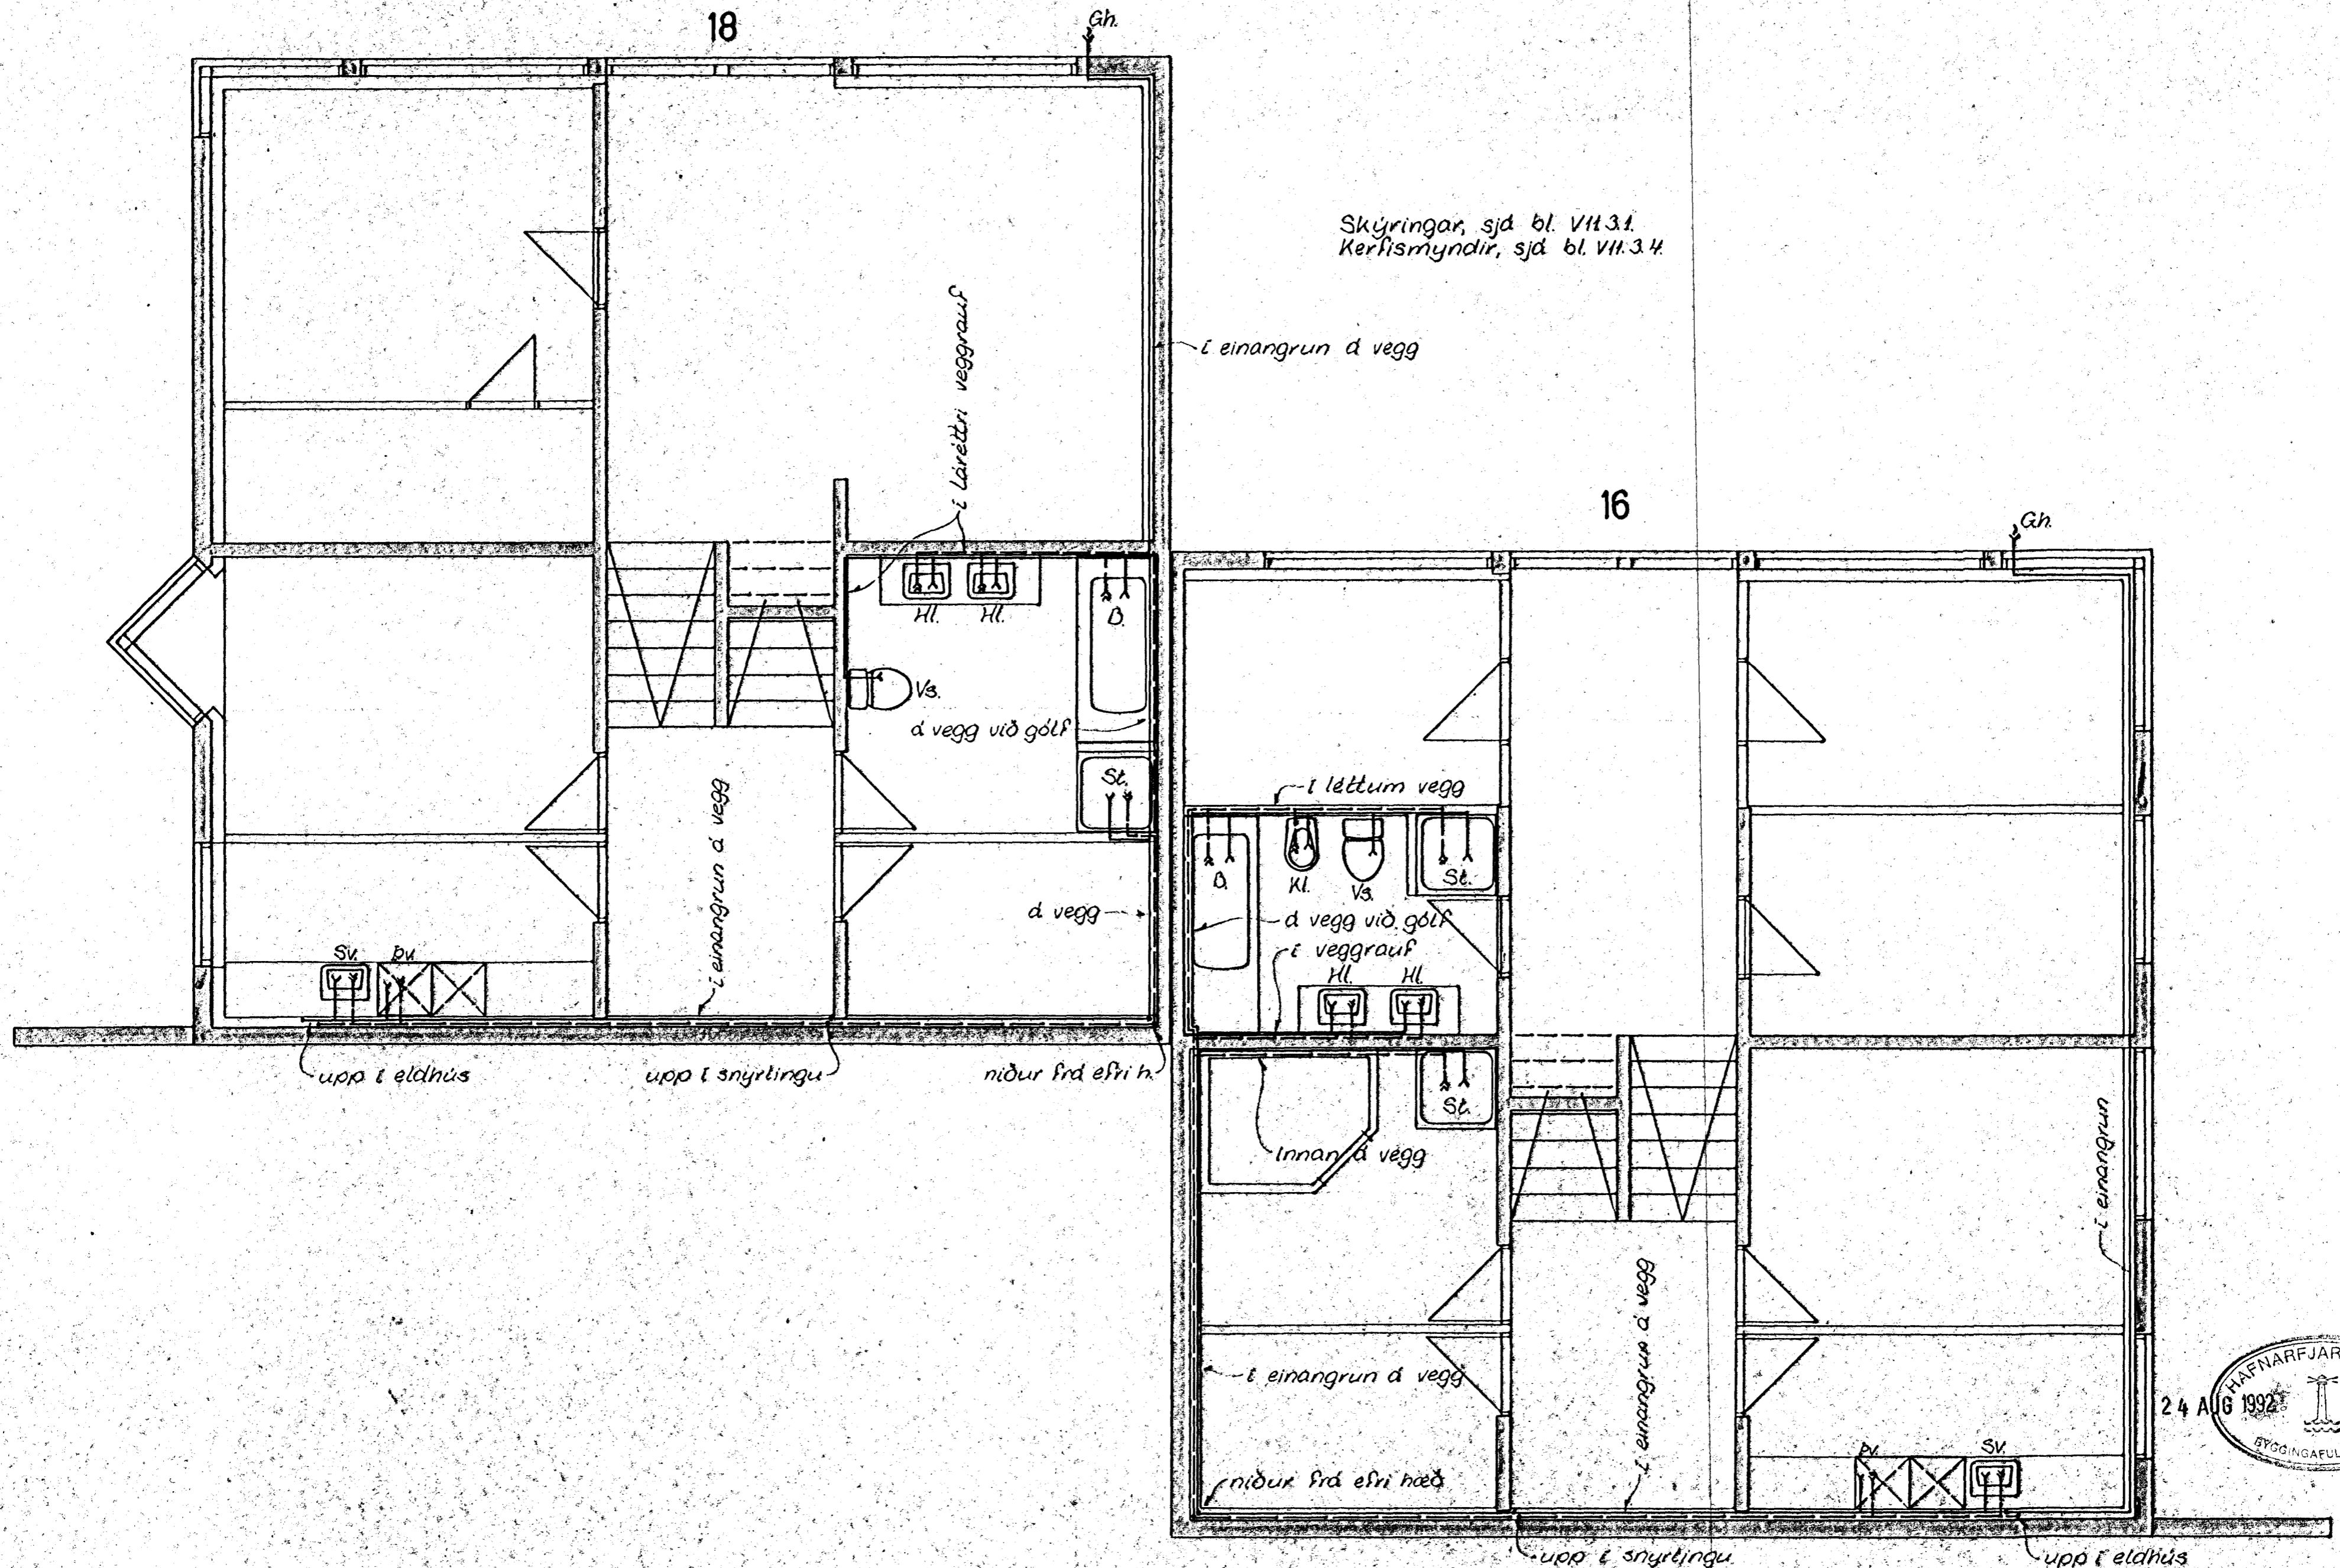 18
Gh.
Skýringar, sjá bl. VII.3.1.
Kerfismyndir, sjá bl. VII.3.4.
í einangrun á vegg
í láréttri veggrauf
16
Gh.
Hl.
Hl.
B.
Vs.
á vegg við gólf
St.
í einangrun á vegg
í léttum vegg
B.
Kl.
Vs.
St.
á vegg
á vegg við gólf
í veggrauf
Hl.
Hl.
Sv.
Þv.
upp í eldhús
upp í snyrtingu
niður frá efri h.
St.
Innan á vegg
í einangrun
í einangrun á vegg
í einangrun á vegg
niður frá efri hæð
Þv.
Sv.
upp í snyrtingu
upp í eldhús
HAFNARFJAR
24 AUG 1992
BYGGINGAFUL